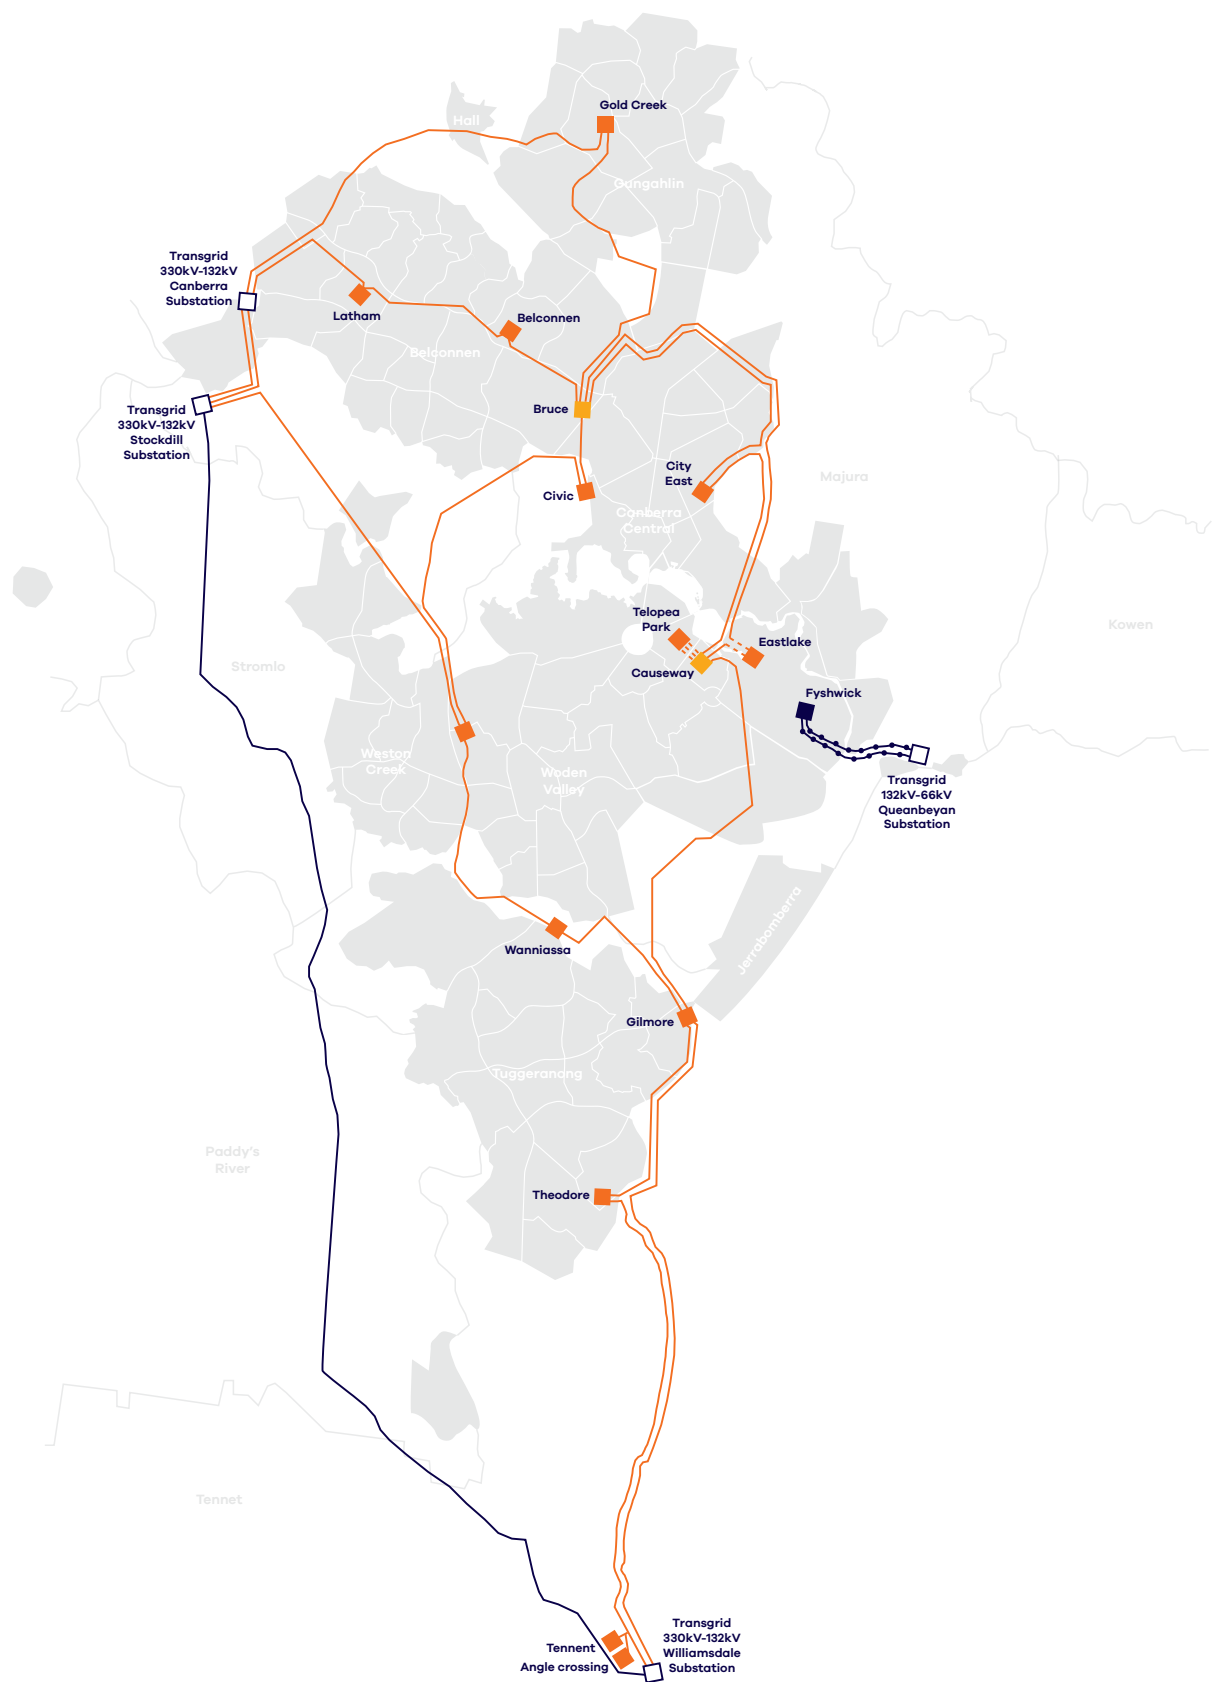 Gold Creek
Hall
Gungahlin
Transgrid
330kV-132kV
Canberra
Substation
Latham
Belconnen
Belconnen
Transgrid
330kV-132kV
Stockdill
Substation
Bruce
City
East
Majura
Civic
Canberra
Central
Telopea
Park
Eastlake
Kowen
Stromlo
Causeway
Fyshwick
Weston
Creek
Woden
Valley
Transgrid
132kV-66kV
Queanbeyan
Substation
Jerrabomberra
Wanniassa
Gilmore
Tuggeranong
Paddy's
River
Theodore
Tennet
Transgrid
330kV-132kV
Williamsdale
Substation
Tennent
Angle crossing